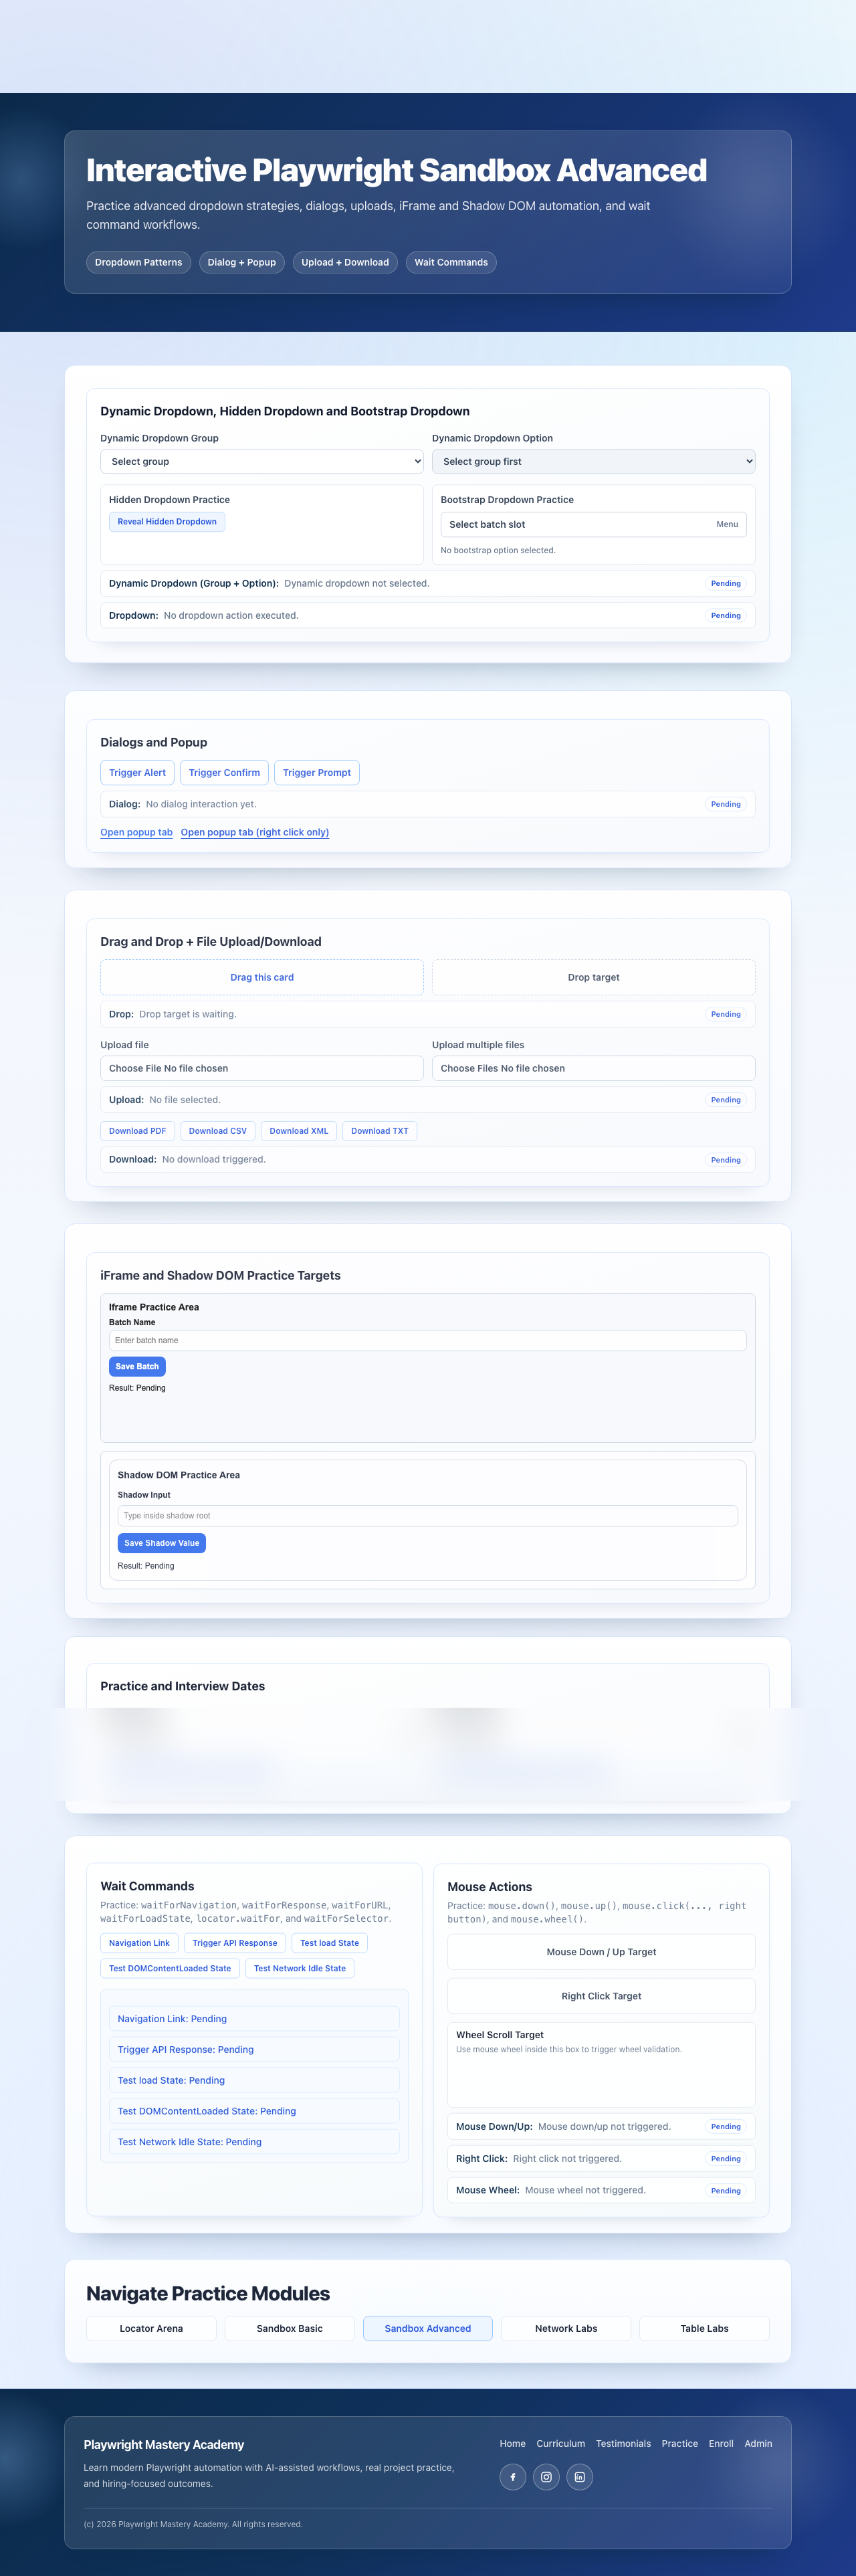 Interactive Playwright Sandbox Advanced
Practice advanced dropdown strategies, dialogs, uploads, iFrame and Shadow DOM automation, and wait
command workflows.
Dropdown Patterns
Dialog + Popup
Upload + Download
Wait Commands
Dynamic Dropdown, Hidden Dropdown and Bootstrap Dropdown
Dynamic Dropdown Group
Select group
Dynamic Dropdown Option
Select group first
Hidden Dropdown Practice
Reveal Hidden Dropdown
Bootstrap Dropdown Practice
Select batch slot Menu
No bootstrap option selected.
Dynamic Dropdown (Group + Option): Dynamic dropdown not selected. Pending
Dropdown: No dropdown action executed. Pending
Dialogs and Popup
Trigger Alert
Trigger Confirm
Trigger Prompt
Dialog: No dialog interaction yet. Pending
Open popup tab
Open popup tab (right click only)
Drag and Drop + File Upload/Download
Drag this card
Drop target
Drop: Drop target is waiting. Pending
Upload file
Choose File No file chosen
Upload multiple files
Choose Files No file chosen
Upload: No file selected. Pending
Download PDF
Download CSV
Download XML
Download TXT
Download: No download triggered. Pending
iFrame and Shadow DOM Practice Targets
Iframe Practice Area
Batch Name
Enter batch name
Save Batch
Result: Pending
Shadow DOM Practice Area
Shadow Input
Type inside shadow root
Save Shadow Value
Result: Pending
Practice and Interview Dates
Wait Commands
Practice: waitForNavigation, waitForResponse, waitForURL,
waitForLoadState, locator.waitFor, and waitForSelector.
Navigation Link
Trigger API Response
Test load State
Test DOMContentLoaded State
Test Network Idle State
Navigation Link: Pending
Trigger API Response: Pending
Test load State: Pending
Test DOMContentLoaded State: Pending
Test Network Idle State: Pending
Mouse Actions
Practice: mouse.down(), mouse.up(), mouse.click(..., right
button), and mouse.wheel().
Mouse Down / Up Target
Right Click Target
Wheel Scroll Target
Use mouse wheel inside this box to trigger wheel validation.
Mouse Down/Up: Mouse down/up not triggered. Pending
Right Click: Right click not triggered. Pending
Mouse Wheel: Mouse wheel not triggered. Pending
Navigate Practice Modules
Locator Arena
Sandbox Basic
Sandbox Advanced
Network Labs
Table Labs
Playwright Mastery Academy
Learn modern Playwright automation with AI-assisted workflows, real project practice,
and hiring-focused outcomes.
Home
Curriculum
Testimonials
Practice
Enroll
Admin
(c) 2026 Playwright Mastery Academy. All rights reserved.